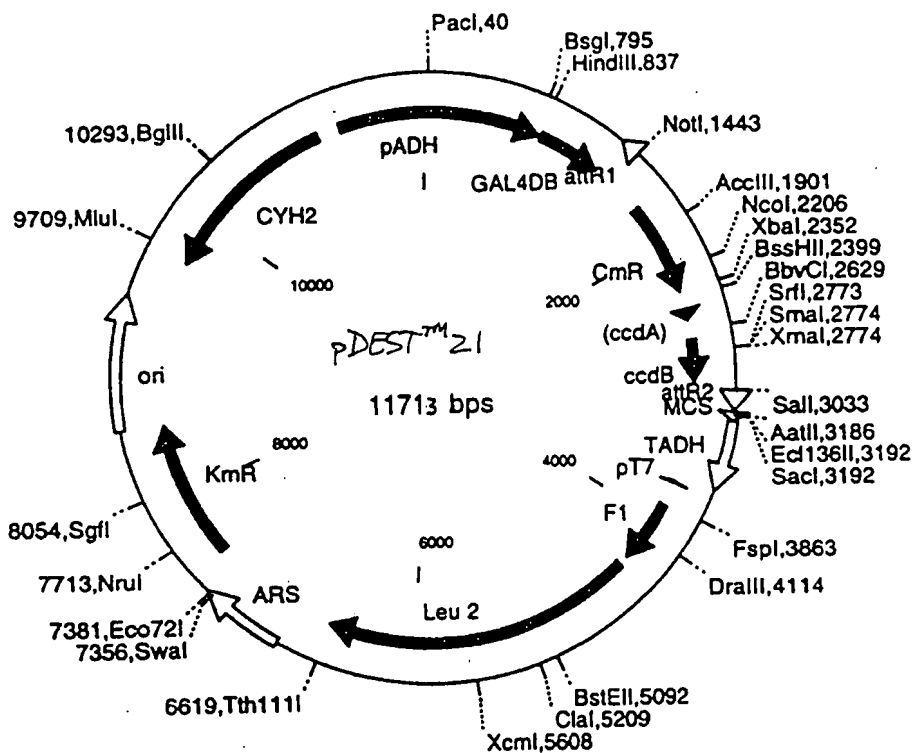 PacI,40
BsgI,795
HindIII,837
NotI,1443
AccIII,1901
NcoI,2206
XbaI,2352
BssHII,2399
BbvCI,2629
SrfI,2773
SmaI,2774
XmaI,2774
SalI,3033
AatII,3186
Ecl136II,3192
SacI,3192
FspI,3863
DraIII,4114
BstEII,5092
ClaI,5209
XcmI,5608
6619,Tth111I
7356,SwaI
7381,Eco72I
7713,NruI
8054,SgfI
9709,MluI
10293,BglII
pADH
GAL4DB
attR1
CmR
(ccdA)
ccdB
attR2
MCS
TADH
pT7
F1
Leu 2
ARS
KmR
ori
CYH2
2000
4000
6000
8000
10000
pDEST™21
11713 bps